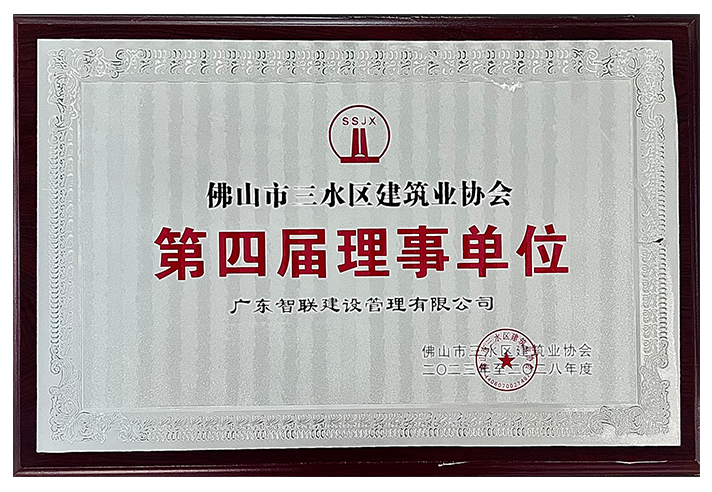 SSJX
佛山市三水区建筑业协会
第四届理事单位
广东智联建设管理有限公司
佛山市三水区建筑业协会
二〇二三年至二〇二八年度